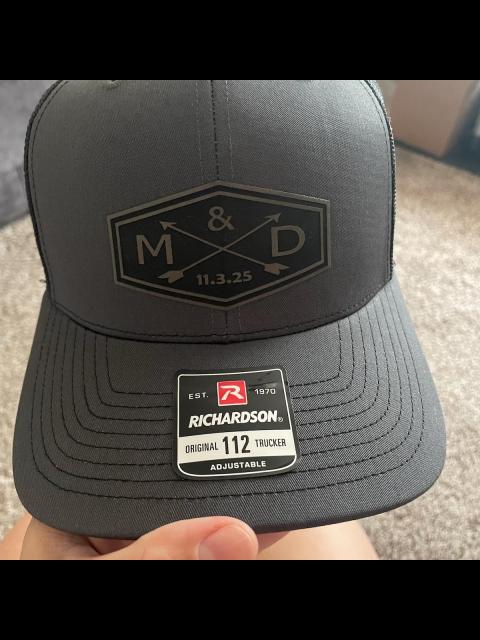 &
M D
11.3.25
EST. R 1970
RICHARDSON®
ORIGINAL 112 TRUCKER
ADJUSTABLE